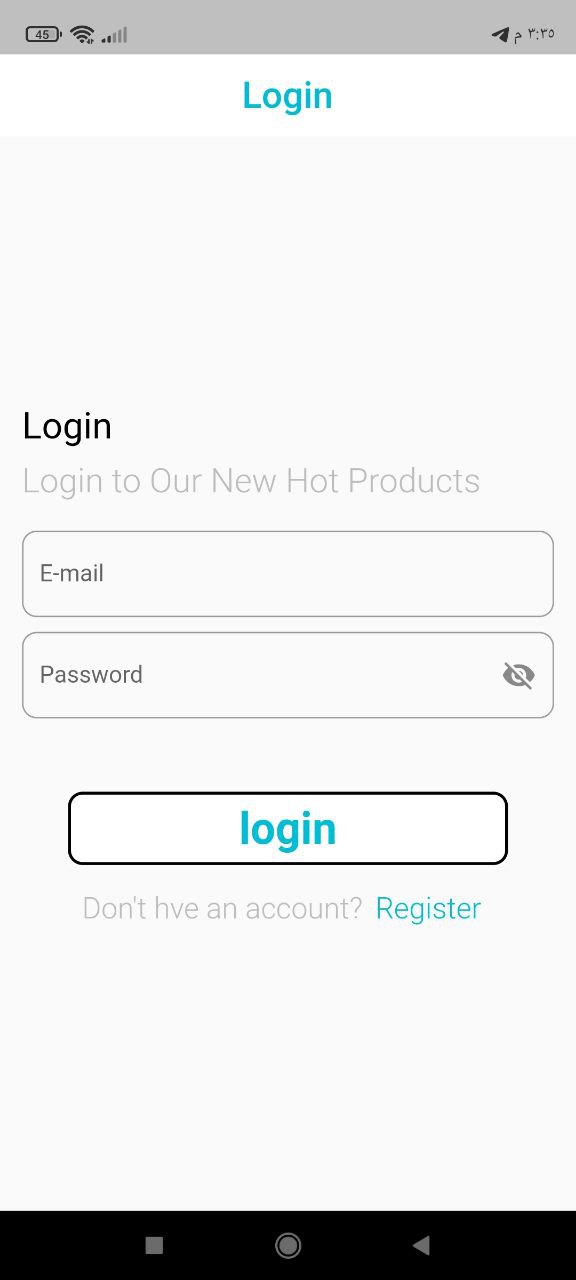 45 م ٣:٣٥
Login
Login
Login to Our New Hot Products
E-mail
Password
login
Don't hve an account? Register